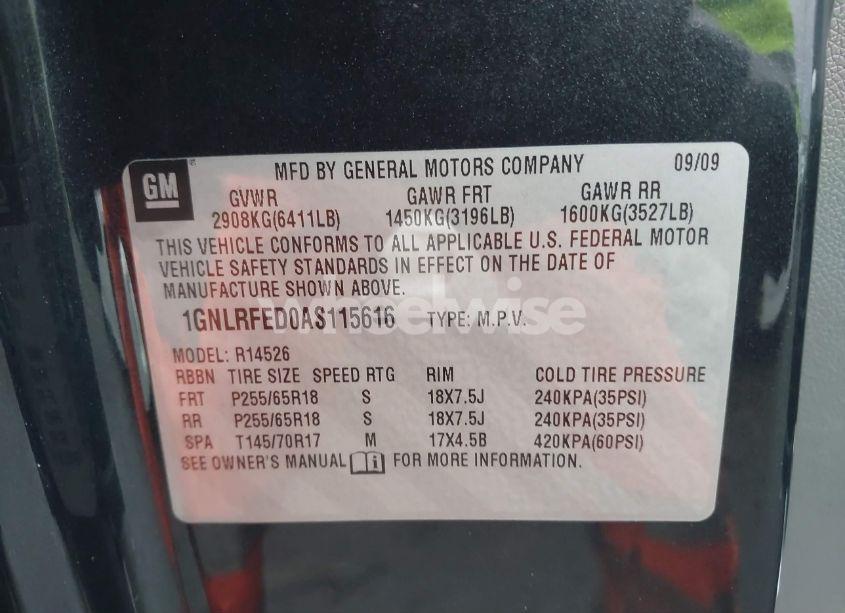 GM
MFD BY GENERAL MOTORS COMPANY 09/09
GVWR GAWR FRT GAWR RR
2908KG(6411LB) 1450KG(3196LB) 1600KG(3527LB)
THIS VEHICLE CONFORMS TO ALL APPLICABLE U.S. FEDERAL MOTOR
VEHICLE SAFETY STANDARDS IN EFFECT ON THE DATE OF
MANUFACTURE SHOWN ABOVE.
1GNLRFED0AS115616 TYPE: M.P.V.
MODEL: R14526
RBBN TIRE SIZE SPEED RTG RIM COLD TIRE PRESSURE
FRT P255/65R18 S 18X7.5J 240KPA(35PSI)
RR P255/65R18 S 18X7.5J 240KPA(35PSI)
SPA T145/70R17 M 17X4.5B 420KPA(60PSI)
SEE OWNER'S MANUAL FOR MORE INFORMATION.